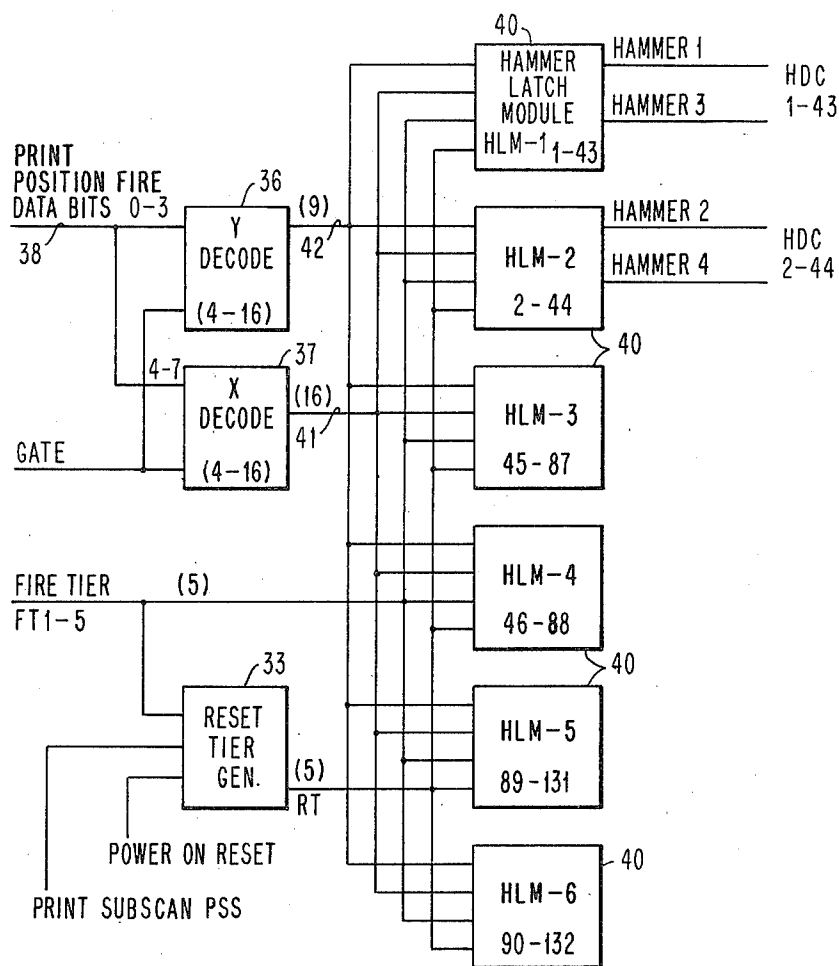 40
HAMMER
LATCH
MODULE
HLM-1 1-43
HAMMER 1
HAMMER 3
HDC
1-43
PRINT
POSITION FIRE
DATA BITS 0-3
38
36
Y
DECODE
(4-16)
(9)
42
HLM-2
2-44
HAMMER 2
HAMMER 4
HDC
2-44
40
4-7
37
X
DECODE
(4-16)
(16)
41
GATE
HLM-3
45-87
FIRE TIER (5)
FT1-5
HLM-4
46-88
40
33
RESET
TIER
GEN.
(5)
RT
HLM-5
89-131
POWER ON RESET
PRINT SUBSCAN PSS
HLM-6
90-132
40